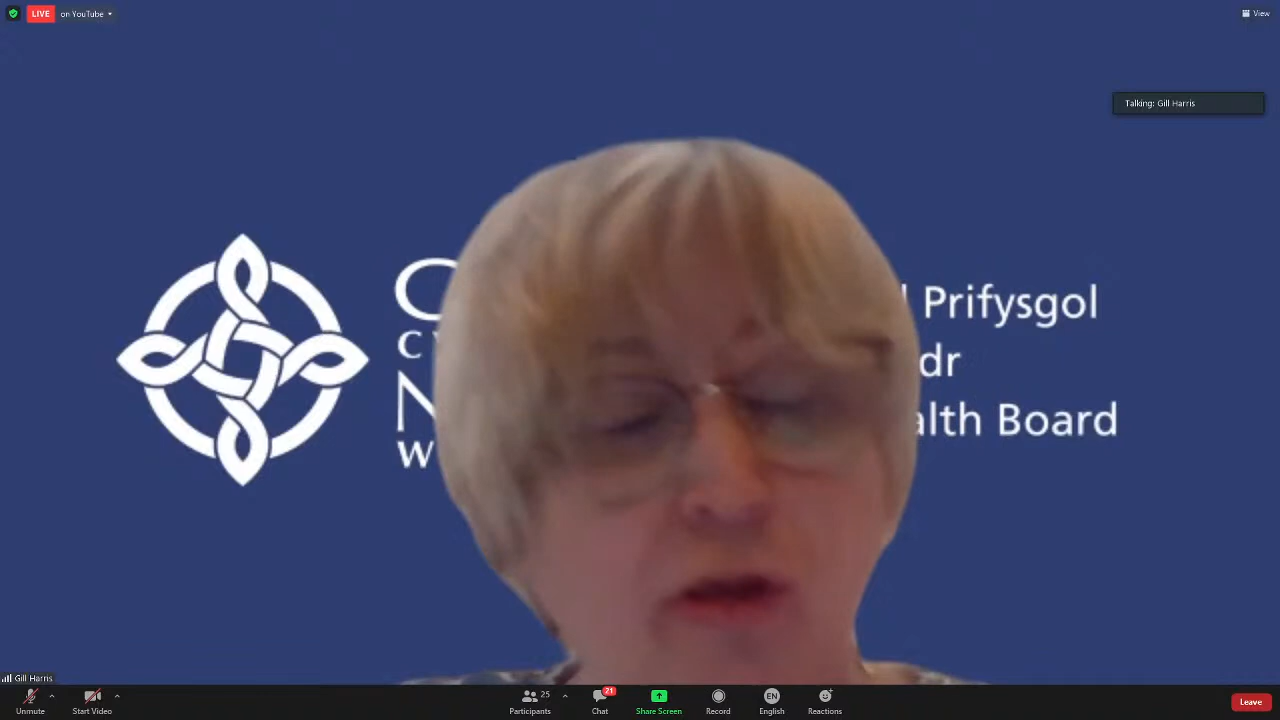 LIVE on YouTube
View
Talking: Gill Harris
Prifysgol
dr
alth Board
Gill Harris
Unmute
Start Video
25
Participants
21
Chat
Share Screen
Record
EN
English
Reactions
Leave